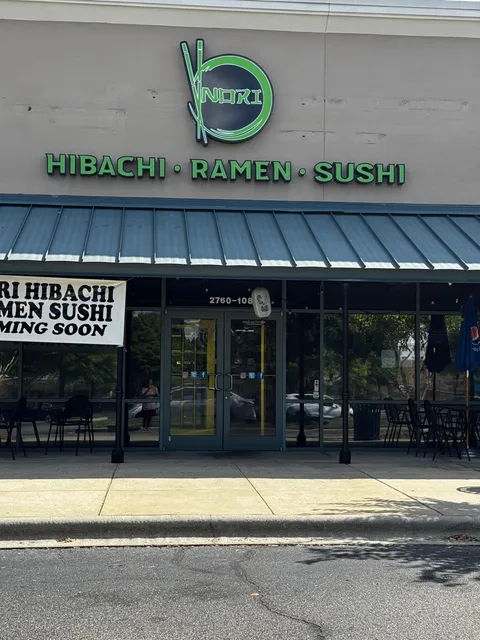 NORI
HIBACHI • RAMEN • SUSHI
2760-108
RI HIBACHI
MEN SUSHI
MING SOON